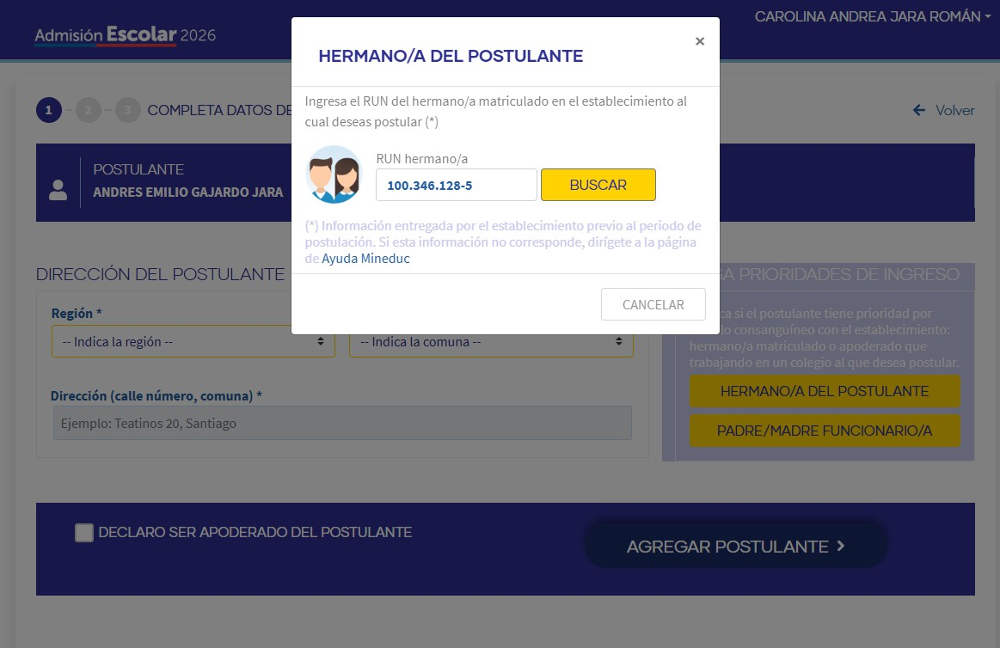 CAROLINA ANDREA JARA ROMÁN
Admisión Escolar 2026
×
HERMANO/A DEL POSTULANTE
Ingresa el RUN del hermano/a matriculado en el establecimiento al
cual deseas postular (*)
RUN hermano/a
100.346.128-5
BUSCAR
(*) Información entregada por el establecimiento previo al periodo de
postulación. Si esta información no corresponde, dirígete a la página
de Ayuda Mineduc
CANCELAR
1 - 2 - 3 COMPLETA DATOS DE
Volver
POSTULANTE
ANDRES EMILIO GAJARDO JARA
DIRECCIÓN DEL POSTULANTE
Región *
-- Indica la región --
-- Indica la comuna --
Dirección (calle número, comuna) *
Ejemplo: Teatinos 20, Santiago
PRIORIDADES DE INGRESO
si el postulante tiene prioridad por
consanguíneo con el establecimiento:
hermano/a matriculado o apoderado que
trabajando en un colegio al que desea postular.
HERMANO/A DEL POSTULANTE
PADRE/MADRE FUNCIONARIO/A
DECLARO SER APODERADO DEL POSTULANTE
AGREGAR POSTULANTE